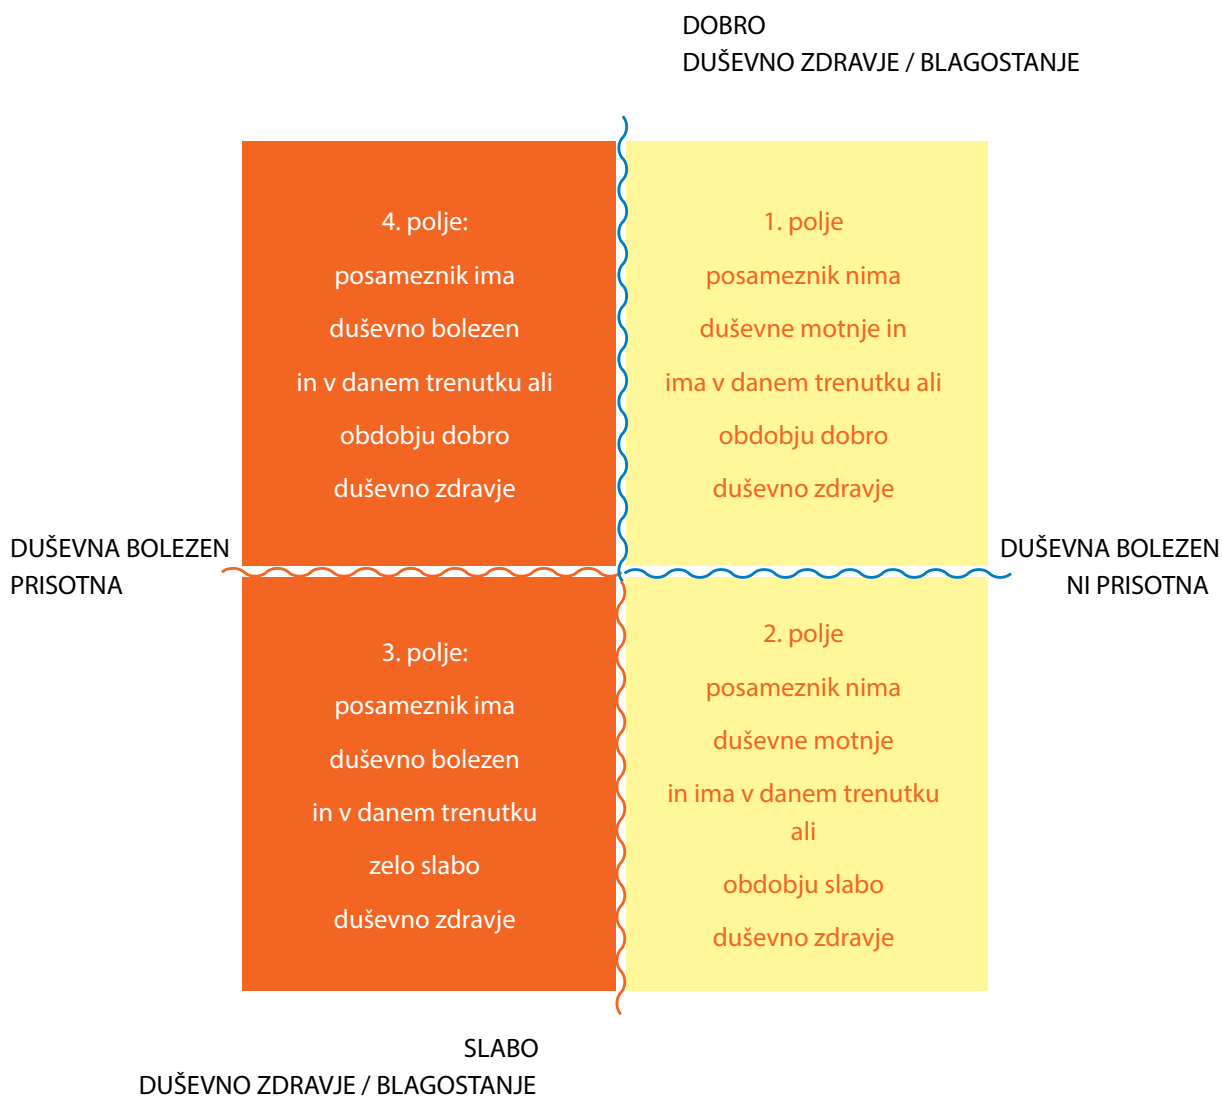 DOBRO
DUŠEVNO ZDRAVJE / BLAGOSTANJE
4. polje:
posameznik ima
duševno bolezen
in v danem trenutku ali
obdobju dobro
duševno zdravje
1. polje
posameznik nima
duševne motnje in
ima v danem trenutku ali
obdobju dobro
duševno zdravje
DUŠEVNA BOLEZEN
PRISOTNA
DUŠEVNA BOLEZEN
NI PRISOTNA
3. polje:
posameznik ima
duševno bolezen
in v danem trenutku
zelo slabo
duševno zdravje
2. polje
posameznik nima
duševne motnje
in ima v danem trenutku
ali
obdobju slabo
duševno zdravje
SLABO
DUŠEVNO ZDRAVJE / BLAGOSTANJE